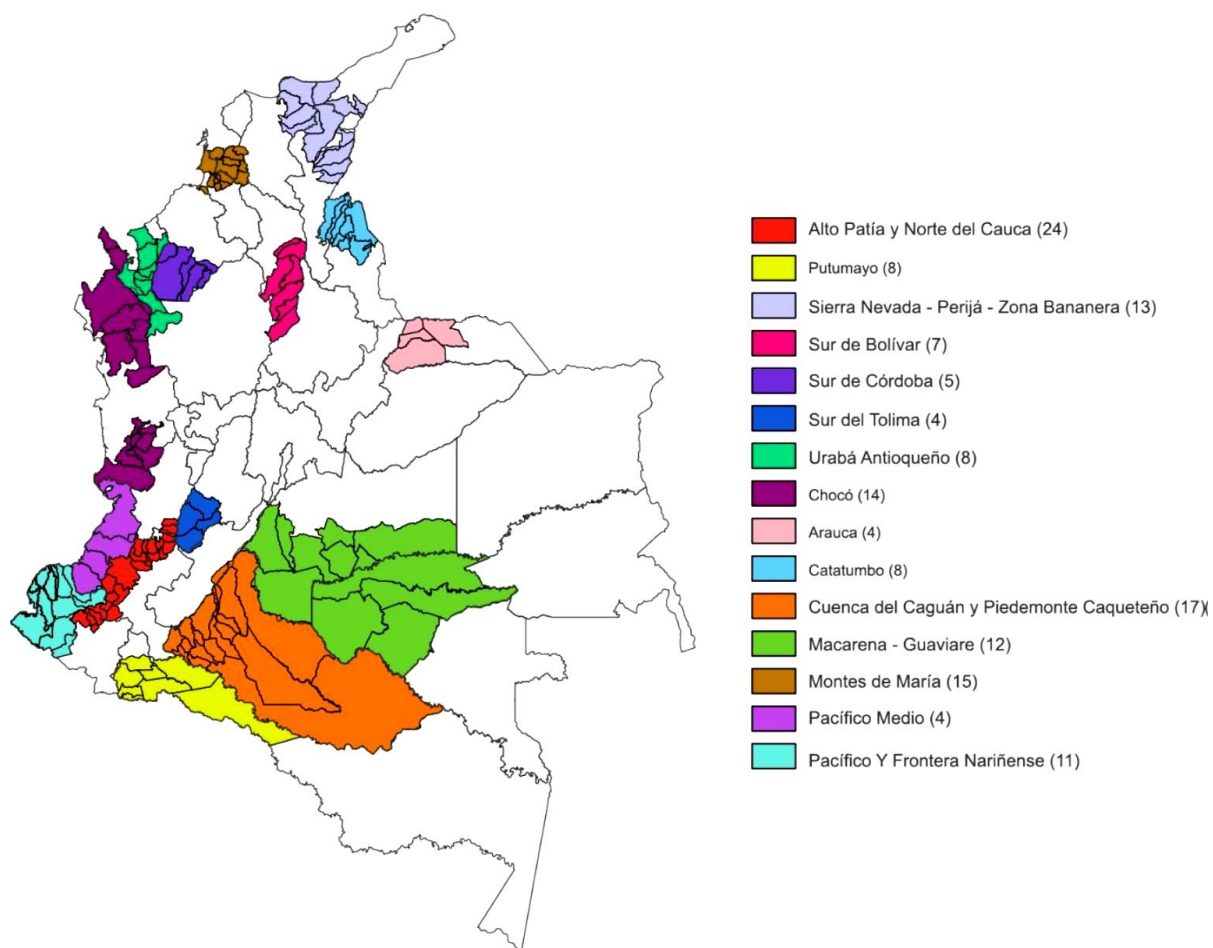 Alto Patía y Norte del Cauca (24)
Putumayo (8)
Sierra Nevada - Perijá - Zona Bananera (13)
Sur de Bolívar (7)
Sur de Córdoba (5)
Sur del Tolima (4)
Urabá Antioqueño (8)
Chocó (14)
Arauca (4)
Catatumbo (8)
Cuenca del Caguán y Piedemonte Caqueteño (17)(
Macarena - Guaviare (12)
Montes de María (15)
Pacífico Medio (4)
Pacífico Y Frontera Nariñense (11)